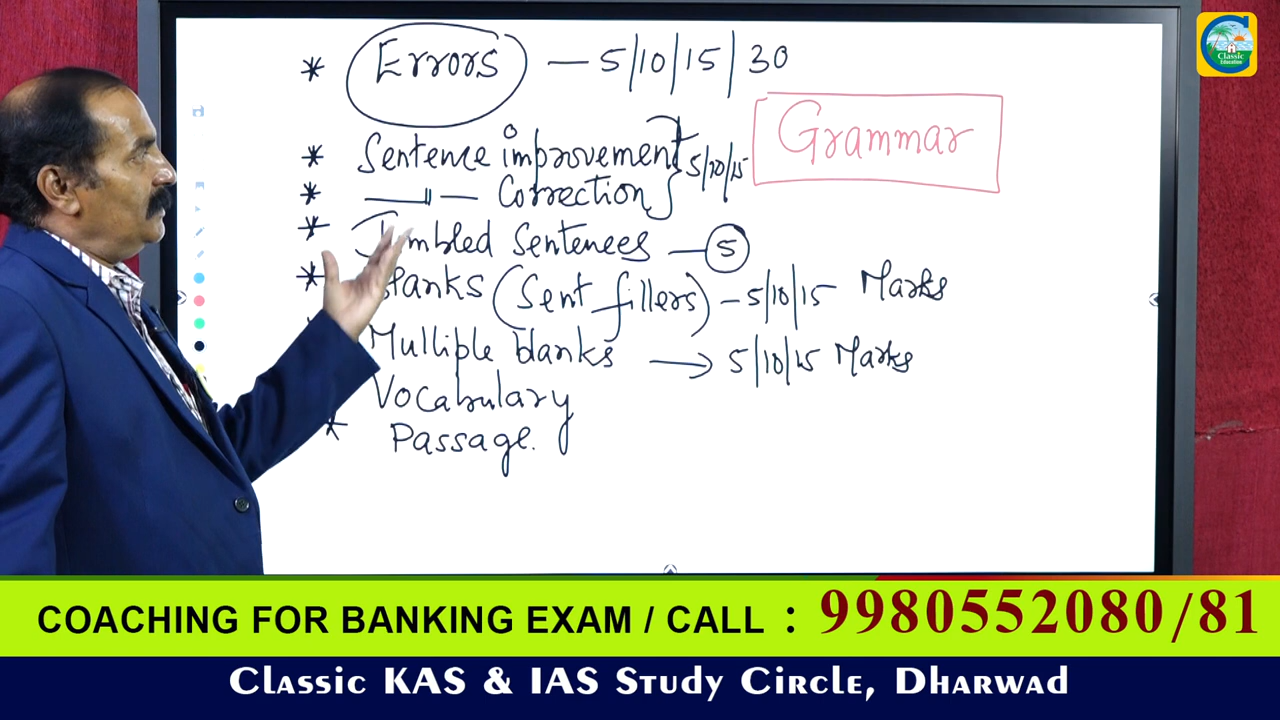 * Errors — 5/10/15/30
Grammar
* Sentence improvement } 5/10/15
* —"— Correction
* Jumbled Sentences — 5
* Blanks (Sent fillers) – 5/10/15 Marks
Multiple blanks → 5/10/15 Marks
Vocabulary
* Passage.
Classic
Education
COACHING FOR BANKING EXAM / CALL : 9980552080/81
Classic KAS & IAS Study Circle, Dharwad